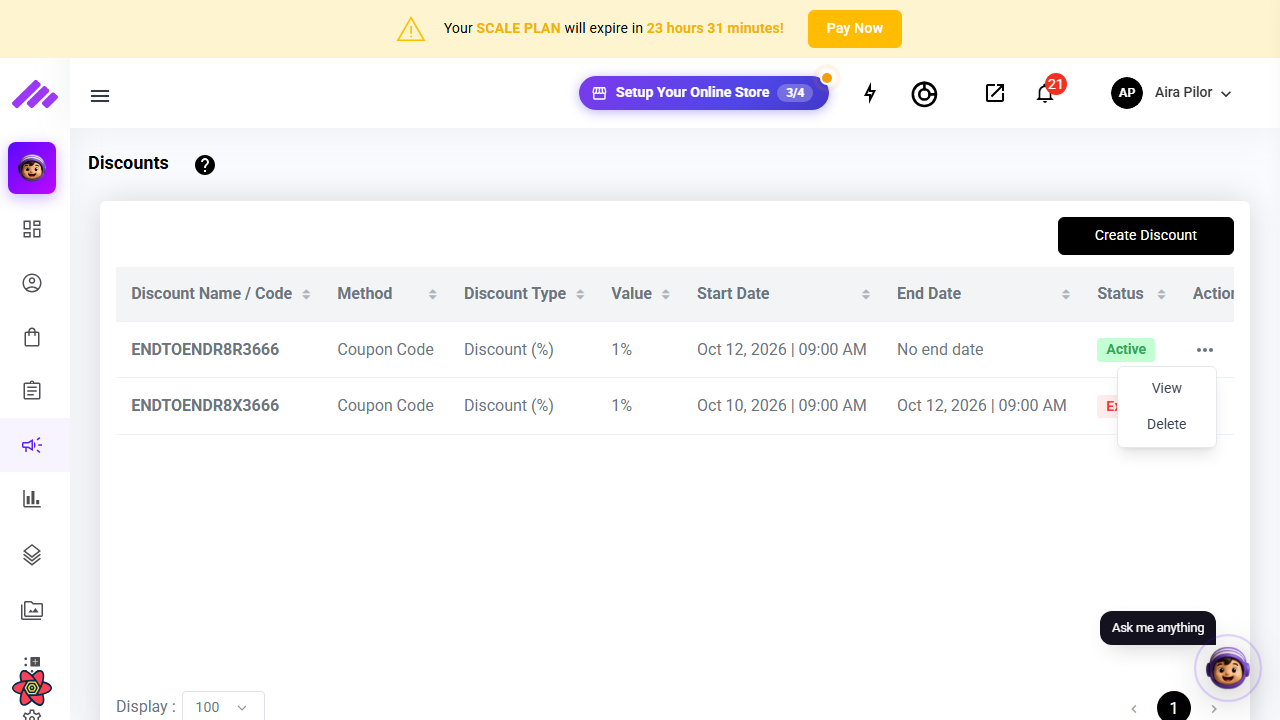 Your SCALE PLAN will expire in 23 hours 31 minutes!
Pay Now
Setup Your Online Store 3/4
21
AP
Aira Pilor
Discounts
Create Discount
Discount Name / Code Method Discount Type Value Start Date End Date Status Action
ENDTOENDR8R3666 Coupon Code Discount (%) 1% Oct 12, 2026 | 09:00 AM No end date Active
View
ENDTOENDR8X3666 Coupon Code Discount (%) 1% Oct 10, 2026 | 09:00 AM Oct 12, 2026 | 09:00 AM
Delete
Ask me anything
Display : 100
1